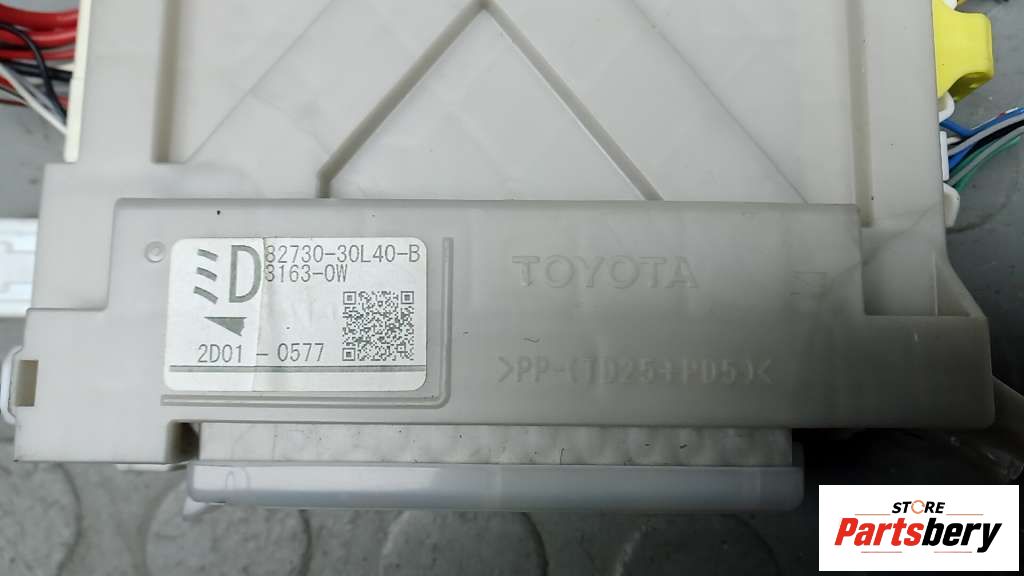 D
82730-30L40-B
3163-0W
2D01-0577
TOYOTA
>PP-(TD25+PD5)<
STORE
Partsbery